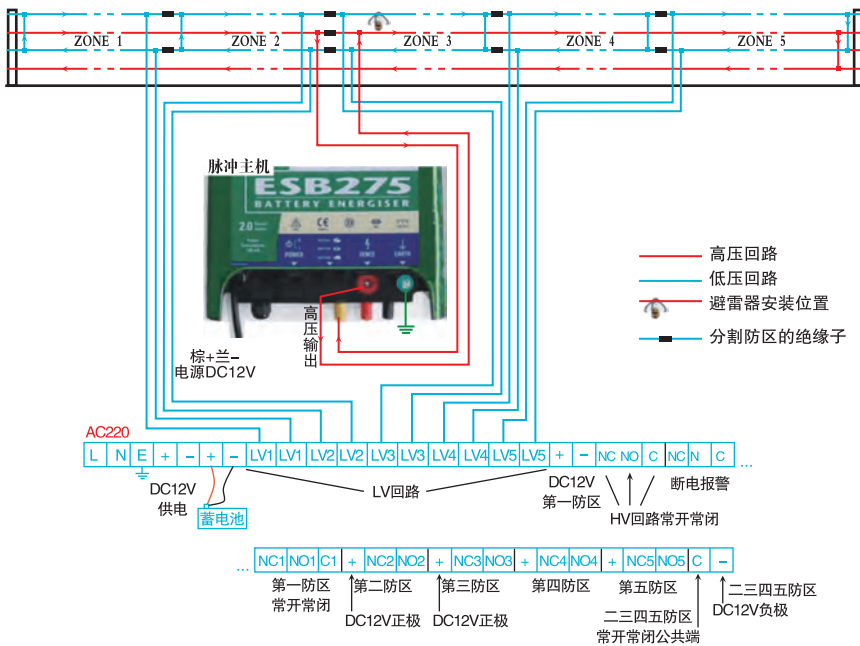 ZONE 1
ZONE 2
ZONE 3
ZONE 4
ZONE 5
脉冲主机
ESB275
BATTERY ENERGISER
2.0
CE
POWER
FENCE
EARTH
高压输出
棕+兰-
电源DC12V
高压回路
低压回路
避雷器安装位置
分割防区的绝缘子
AC220
L N E + - + - LV1 LV1 LV2 LV2 LV3 LV3 LV4 LV4 LV5 LV5 + - NC NO C NC N C ...
DC12V
供电
蓄电池
LV回路
DC12V
第一防区
HV回路常开常闭
断电报警
... NC1 NO1 C1 + NC2 NO2 + NC3 NO3 + NC4 NO4 + NC5 NO5 C -
第一防区
常开常闭
第二防区
DC12V正极
第三防区
DC12V正极
第四防区
第五防区
二三四五防区
常开常闭公共端
二三四五防区
DC12V负极